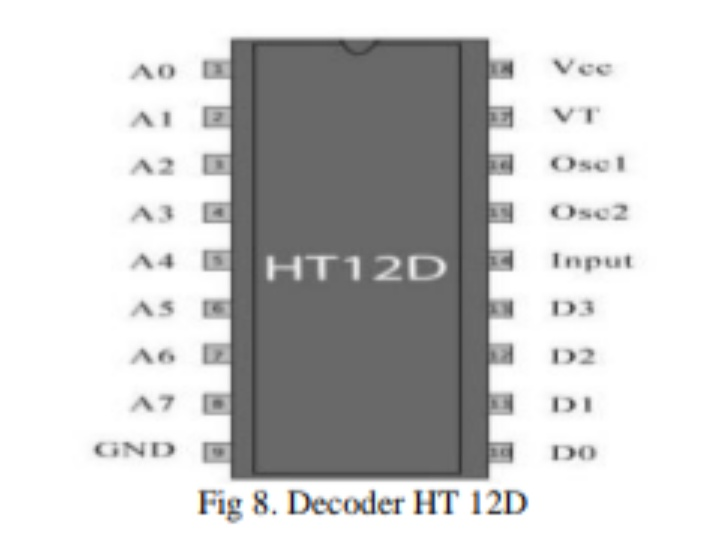 A0 1 18 Vcc
A1 2 17 VT
A2 3 16 Osc1
A3 4 15 Osc2
A4 5 14 Input
HT12D
A5 6 13 D3
A6 7 12 D2
A7 8 11 D1
GND 9 10 D0
Fig 8. Decoder HT 12D